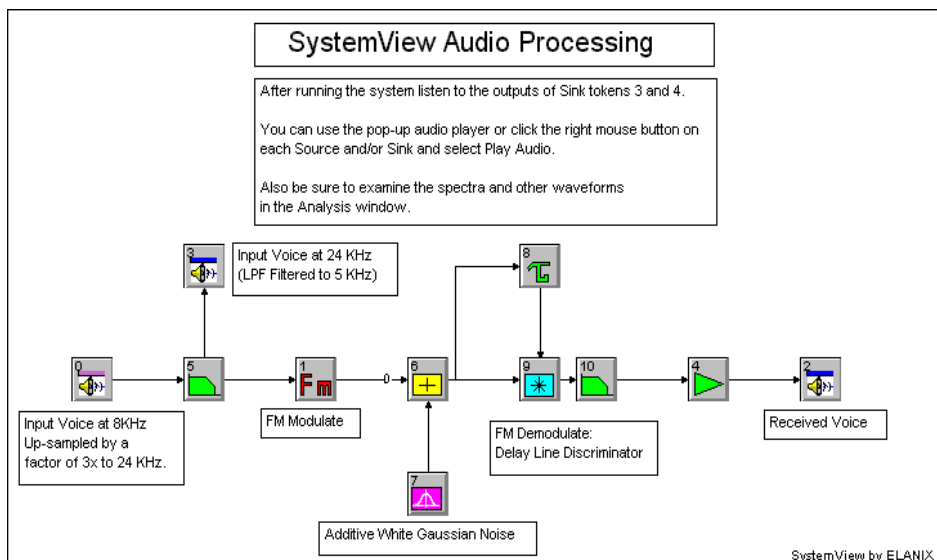 SystemView Audio Processing
After running the system listen to the outputs of Sink tokens 3 and 4.
You can use the pop-up audio player or click the right mouse button on
each Source and/or Sink and select Play Audio.
Also be sure to examine the spectra and other waveforms
in the Analysis window.
3
Input Voice at 24 KHz
(LPF Filtered to 5 KHz)
8
0
5
1
Fm
0
6
+
9
*
10
4
2
Input Voice at 8KHz
Up-sampled by a
factor of 3x to 24 KHz.
FM Modulate
FM Demodulate:
Delay Line Discriminator
Received Voice
7
Additive White Gaussian Noise
SystemView by ELANIX